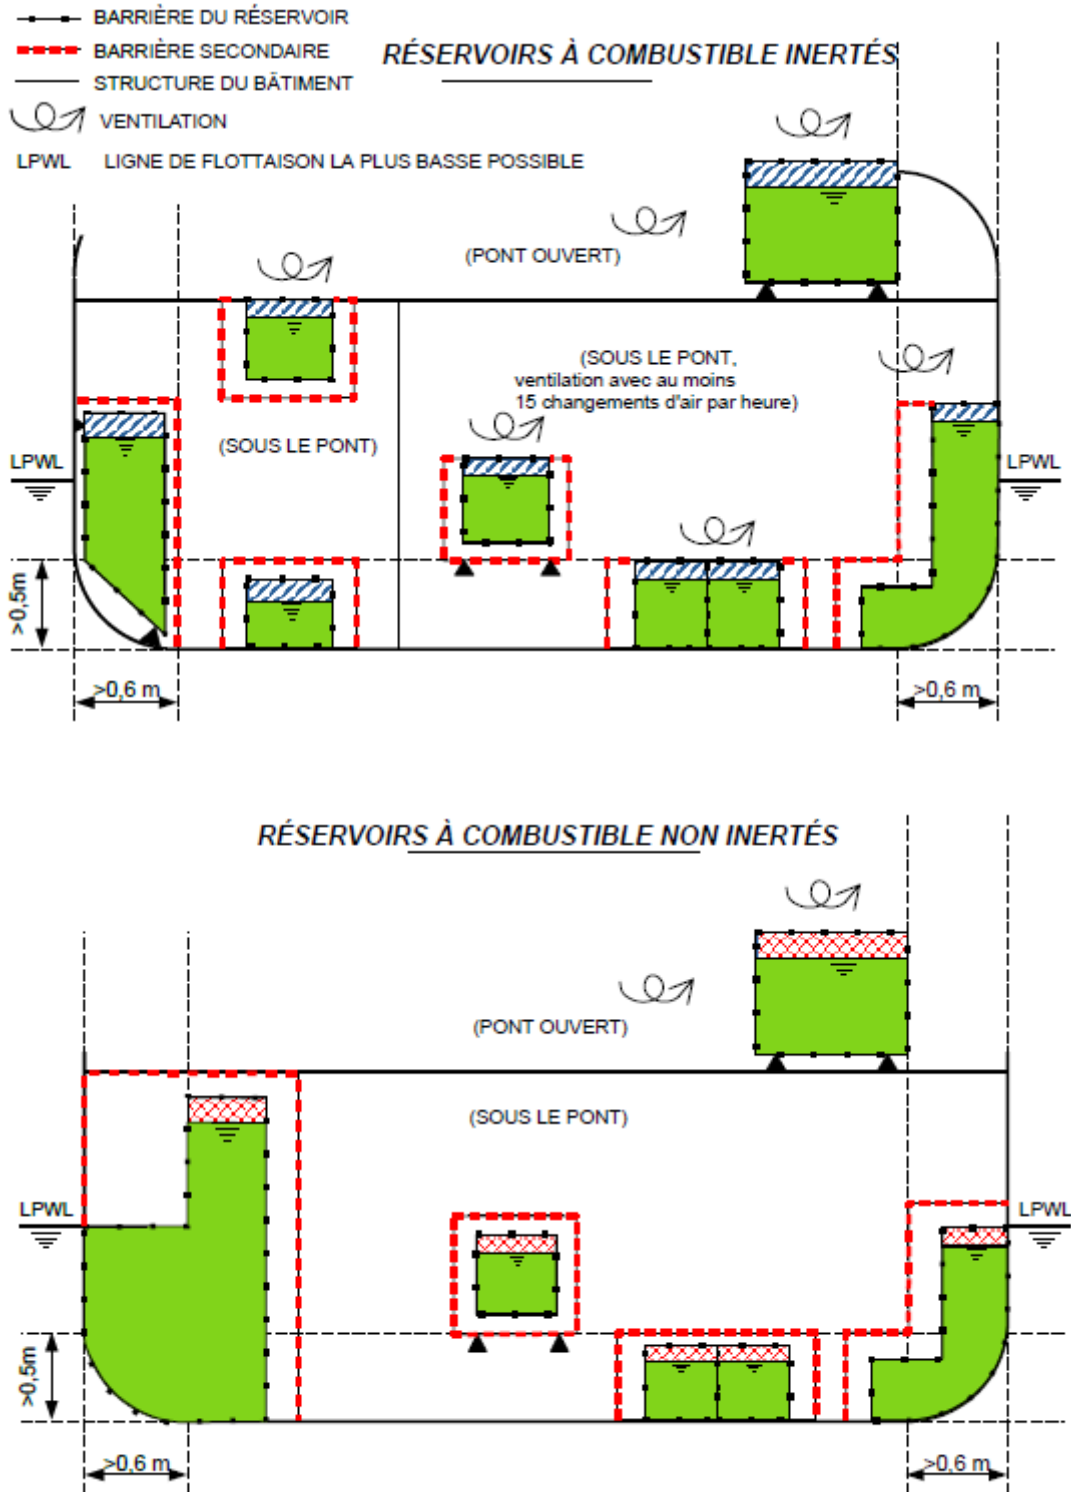 BARRIÈRE DU RÉSERVOIR
BARRIÈRE SECONDAIRE
STRUCTURE DU BÂTIMENT
VENTILATION
LPWL LIGNE DE FLOTTAISON LA PLUS BASSE POSSIBLE
RÉSERVOIRS À COMBUSTIBLE INERTÉS
(PONT OUVERT)
(SOUS LE PONT,
ventilation avec au moins
15 changements d'air par heure)
(SOUS LE PONT)
LPWL
LPWL
>0,5m
>0,6 m
>0,6 m
RÉSERVOIRS À COMBUSTIBLE NON INERTÉS
(PONT OUVERT)
(SOUS LE PONT)
LPWL
LPWL
>0,5m
>0,6 m
>0,6 m